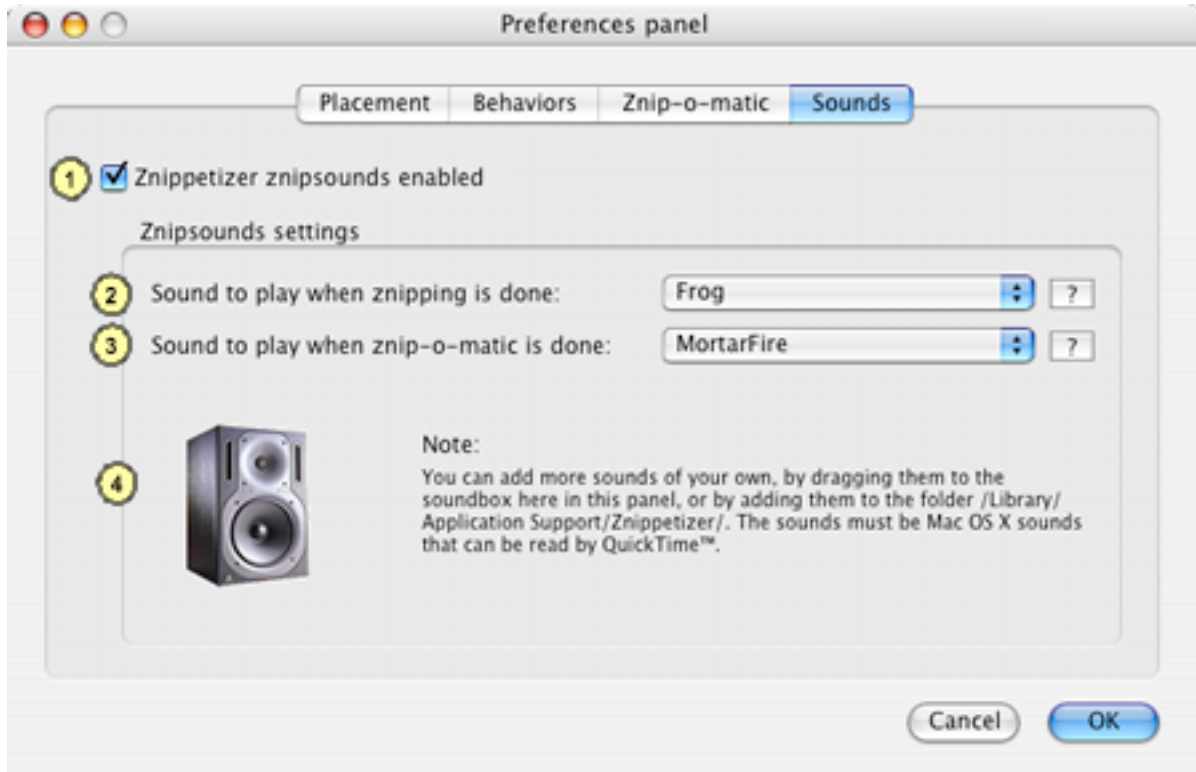 Preferences panel
Placement Behaviors Znip-o-matic Sounds
1 Znippetizer znipsounds enabled
Znipsounds settings
2 Sound to play when znipping is done: Frog ?
3 Sound to play when znip-o-matic is done: MortarFire ?
4
Note:
You can add more sounds of your own, by dragging them to the
soundbox here in this panel, or by adding them to the folder /Library/
Application Support/Znippetizer/. The sounds must be Mac OS X sounds
that can be read by QuickTime™.
Cancel OK